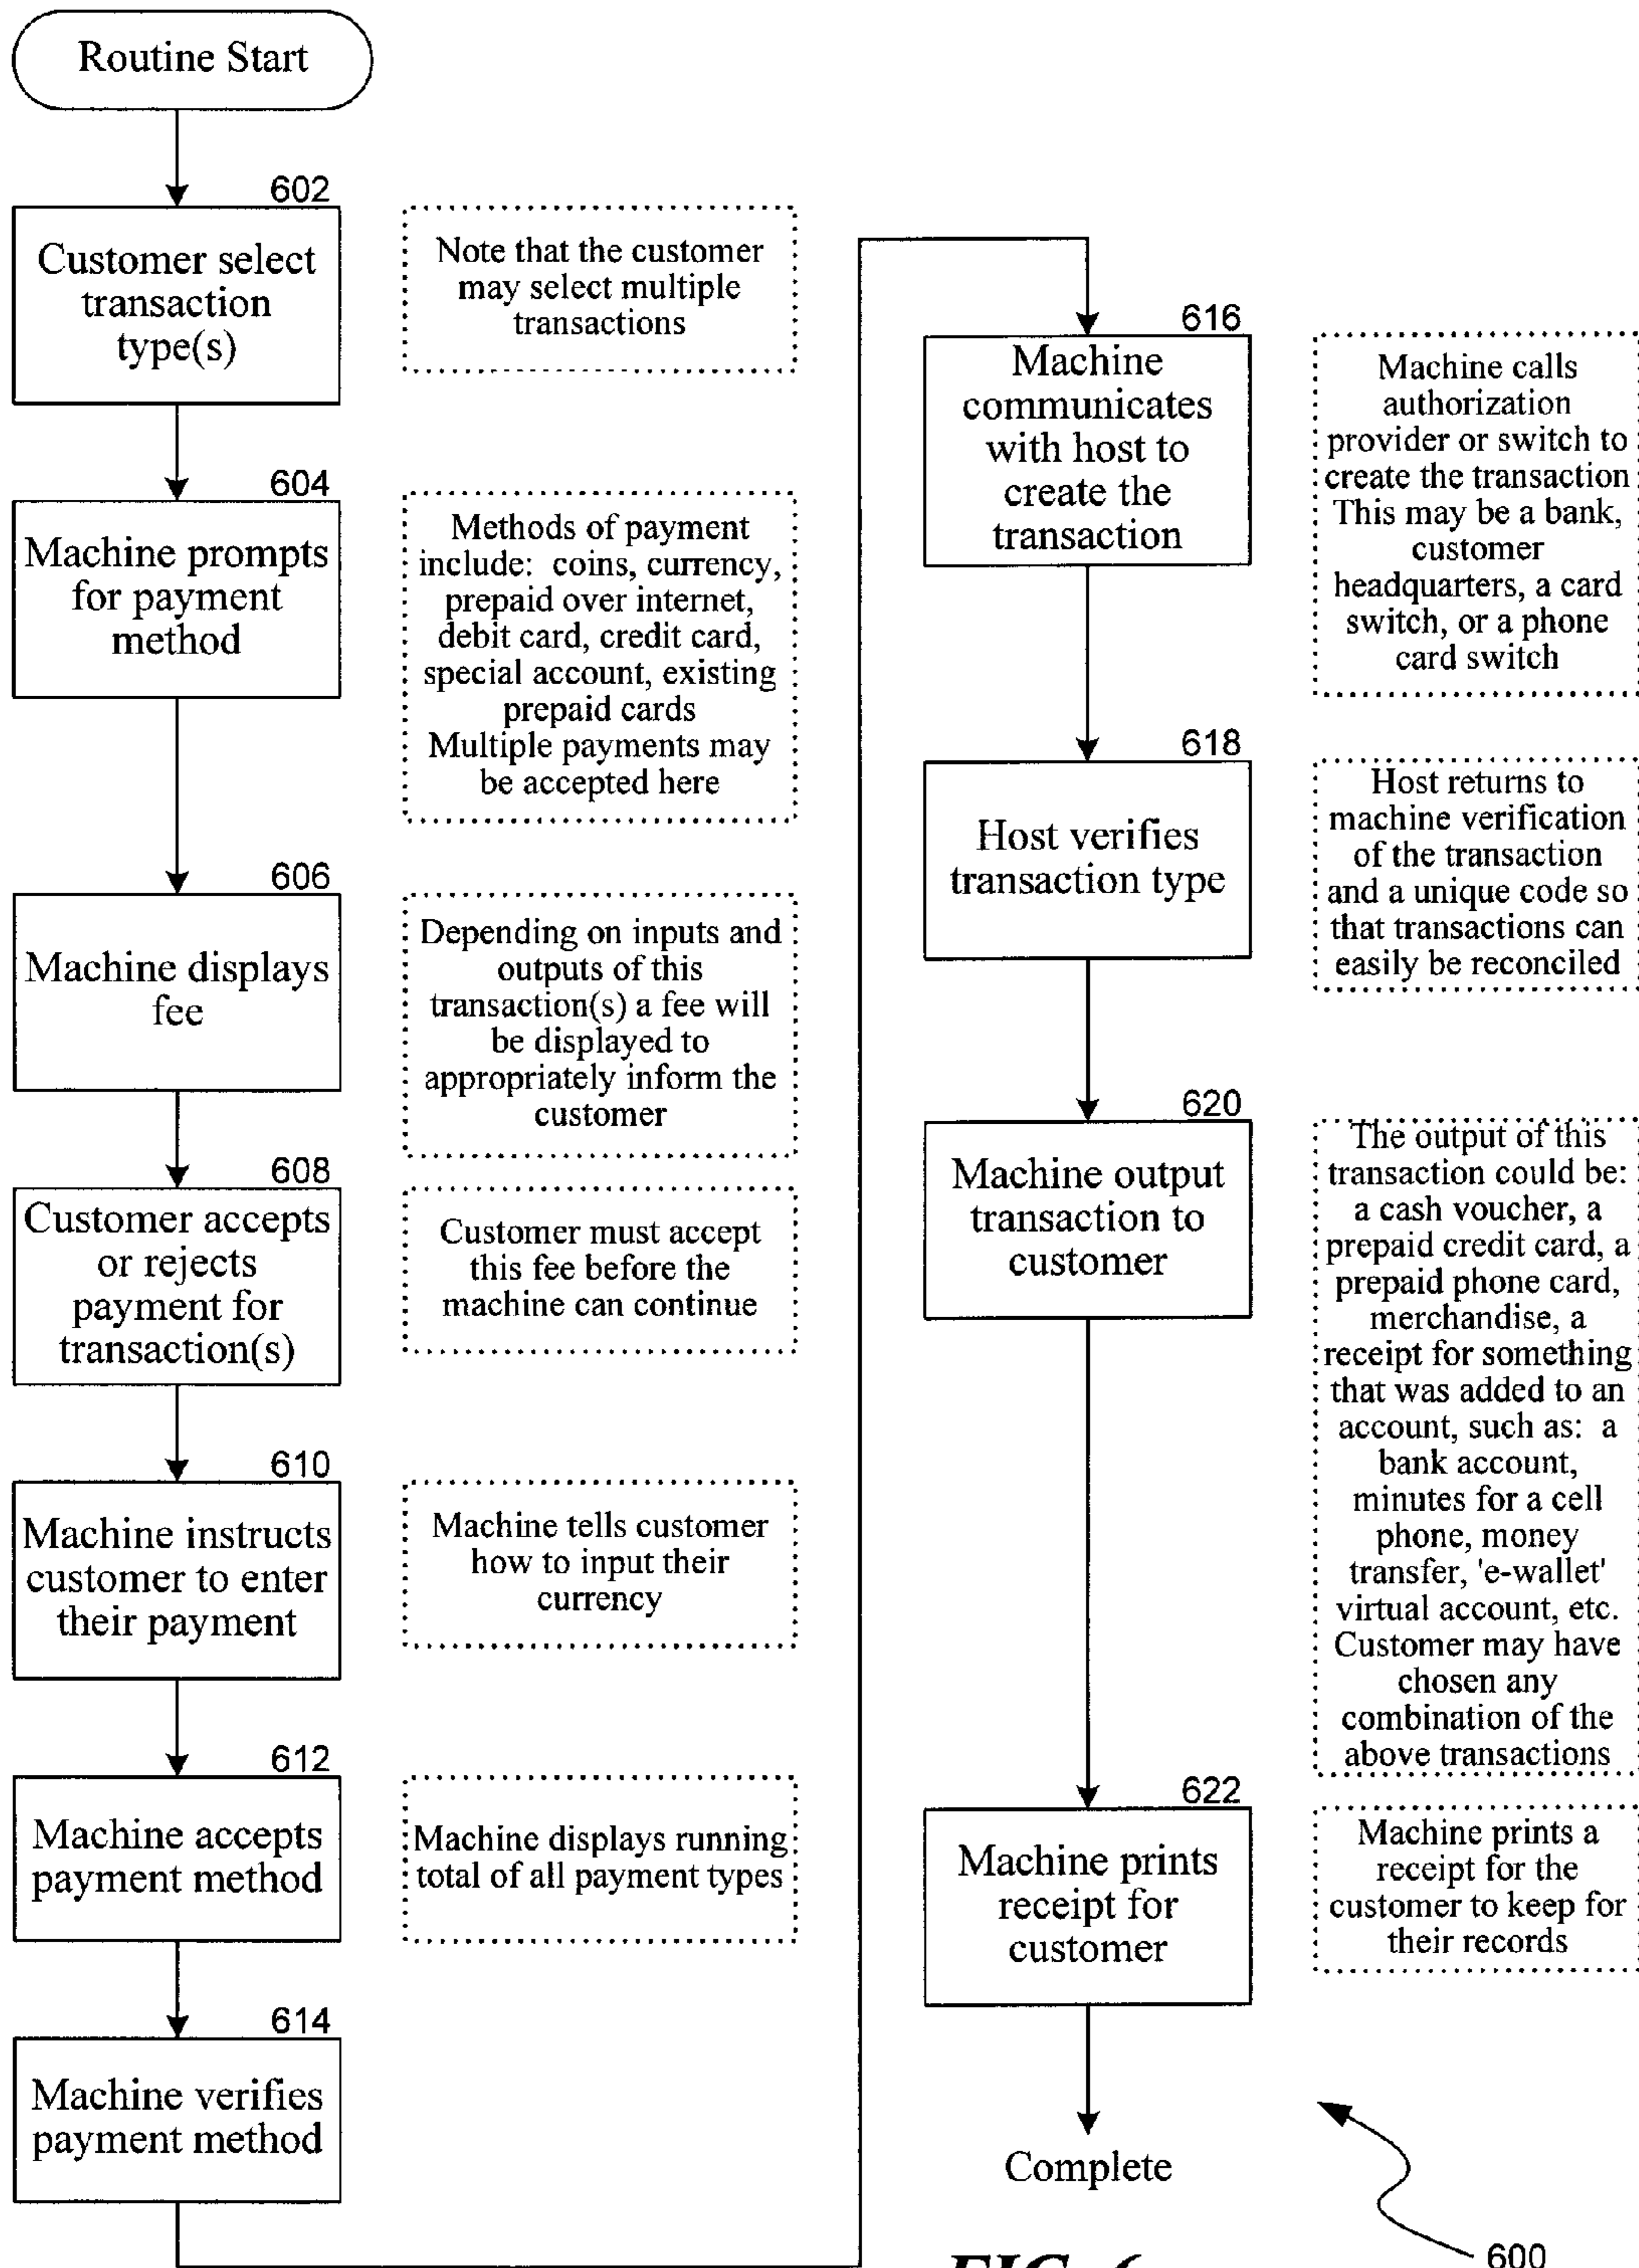 Routine Start
602
Customer select
transaction
type(s)
Note that the customer
may select multiple
transactions
604
Machine prompts
for payment
method
Methods of payment
include: coins, currency,
prepaid over internet,
debit card, credit card,
special account, existing
prepaid cards
Multiple payments may
be accepted here
606
Machine displays
fee
Depending on inputs and
outputs of this
transaction(s) a fee will
be displayed to
appropriately inform the
customer
608
Customer accepts
or rejects
payment for
transaction(s)
Customer must accept
this fee before the
machine can continue
610
Machine instructs
customer to enter
their payment
Machine tells customer
how to input their
currency
612
Machine accepts
payment method
Machine displays running
total of all payment types
614
Machine verifies
payment method
616
Machine
communicates
with host to
create the
transaction
Machine calls
authorization
provider or switch to
create the transaction
This may be a bank,
customer
headquarters, a card
switch, or a phone
card switch
618
Host verifies
transaction type
Host returns to
machine verification
of the transaction
and a unique code so
that transactions can
easily be reconciled
620
Machine output
transaction to
customer
The output of this
transaction could be:
a cash voucher, a
prepaid credit card, a
prepaid phone card,
merchandise, a
receipt for something
that was added to an
account, such as: a
bank account,
minutes for a cell
phone, money
transfer, 'e-wallet'
virtual account, etc.
Customer may have
chosen any
combination of the
above transactions
622
Machine prints
receipt for
customer
Machine prints a
receipt for the
customer to keep for
their records
Complete
600
FIG. 6